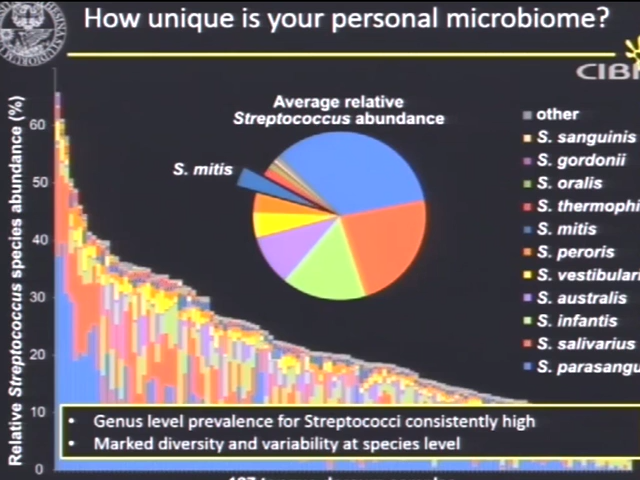 How unique is your personal microbiome?
Average relative
Streptococcus abundance
S. mitis
Relative Streptococcus species abundance (%)
60
50
40
30
20
10
0
other
S. sanguinis
S. gordonii
S. oralis
S. thermophi
S. mitis
S. peroris
S. vestibular
S. australis
S. infantis
S. salivarius
S. parasangu
• Genus level prevalence for Streptococci consistently high
• Marked diversity and variability at species level